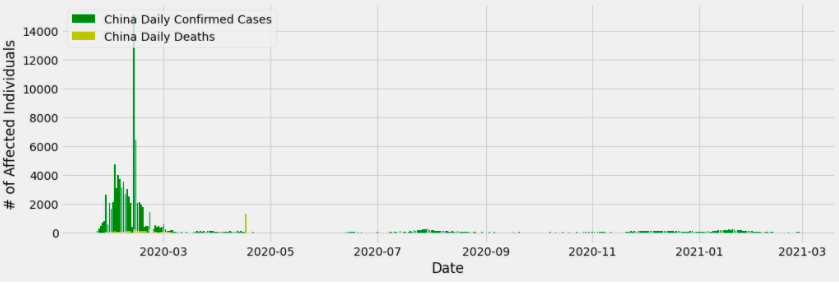 China Daily Confirmed Cases
China Daily Deaths
# of Affected Individuals
14000
12000
10000
8000
6000
4000
2000
0
2020-03 2020-05 2020-07 2020-09 2020-11 2021-01 2021-03
Date